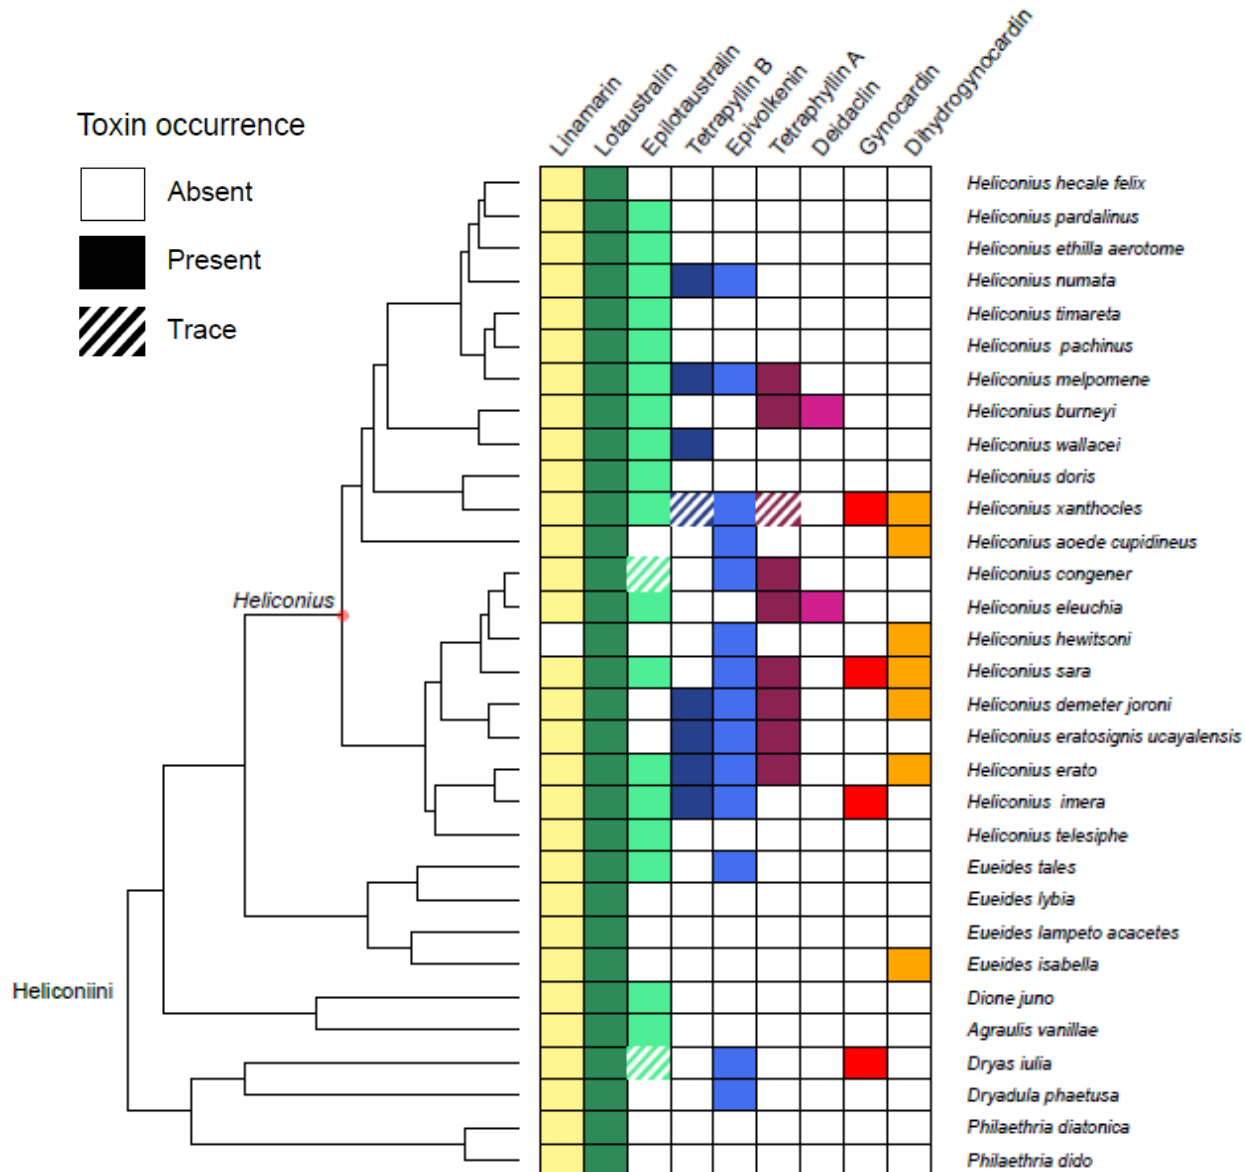 Toxin occurrence
Absent
Present
Trace
Linamarin
Lotaustralin
Epilotaustralin
Tetrapyllin B
Epivolkenin
Tetraphyllin A
Deidaclin
Gynocardin
Dihydrogynocardin
Heliconius hecale felix
Heliconius pardalinus
Heliconius ethilla aerotome
Heliconius numata
Heliconius timareta
Heliconius pachinus
Heliconius melpomene
Heliconius burneyi
Heliconius wallacei
Heliconius doris
Heliconius xanthocles
Heliconius aoede cupidineus
Heliconius congener
Heliconius
Heliconius eleuchia
Heliconius hewitsoni
Heliconius sara
Heliconius demeter joroni
Heliconius eratosignis ucayalensis
Heliconius erato
Heliconius imera
Heliconius telesiphe
Eueides tales
Eueides lybia
Eueides lampeto acacetes
Eueides isabella
Heliconiini
Dione juno
Agraulis vanillae
Dryas iulia
Dryadula phaetusa
Philaethria diatonica
Philaethria dido